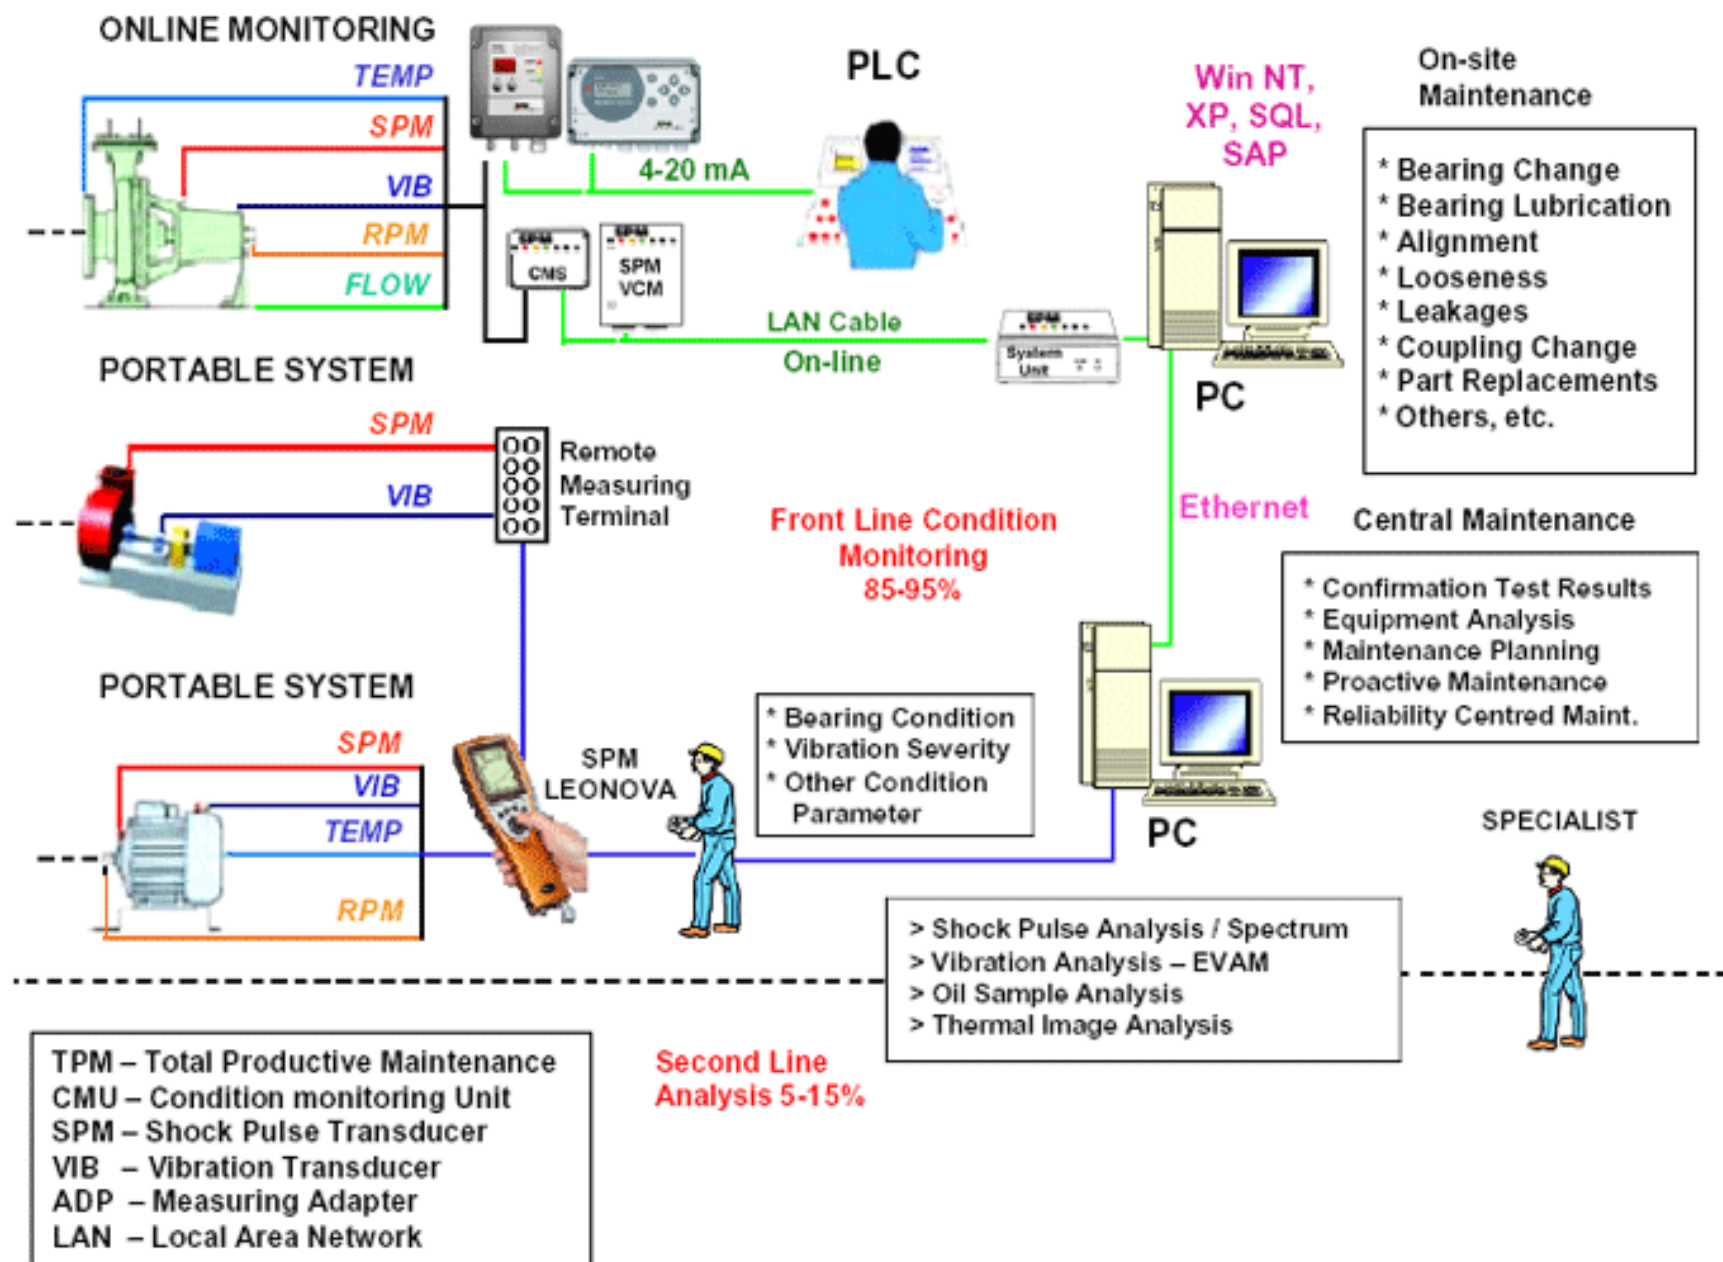 ONLINE MONITORING
TEMP
SPM
VIB
RPM
FLOW
4-20 mA
PLC
Win NT,
XP, SQL,
SAP
On-site
Maintenance
* Bearing Change
* Bearing Lubrication
* Alignment
* Looseness
* Leakages
* Coupling Change
* Part Replacements
* Others, etc.
SPM
CMS
SPM
VCM
LAN Cable
On-line
SPM
System
Unit
PC
PORTABLE SYSTEM
SPM
VIB
Remote
Measuring
Terminal
Front Line Condition
Monitoring
85-95%
Ethernet
Central Maintenance
* Confirmation Test Results
* Equipment Analysis
* Maintenance Planning
* Proactive Maintenance
* Reliability Centred Maint.
PORTABLE SYSTEM
SPM
VIB
TEMP
RPM
SPM
LEONOVA
* Bearing Condition
* Vibration Severity
* Other Condition
Parameter
PC
SPECIALIST
> Shock Pulse Analysis / Spectrum
> Vibration Analysis – EVAM
> Oil Sample Analysis
> Thermal Image Analysis
Second Line
Analysis 5-15%
TPM – Total Productive Maintenance
CMU – Condition monitoring Unit
SPM – Shock Pulse Transducer
VIB – Vibration Transducer
ADP – Measuring Adapter
LAN – Local Area Network